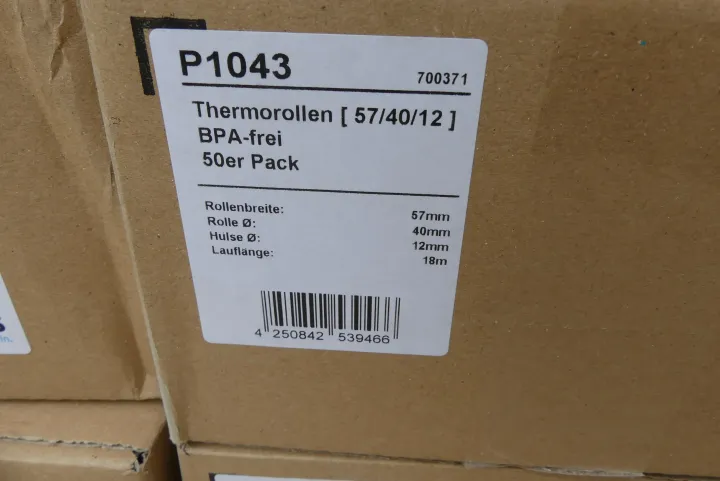 P1043
700371
Thermorollen [ 57/40/12 ]
BPA-frei
50er Pack
Rollenbreite: 57mm
Rolle Ø: 40mm
Hulse Ø: 12mm
Lauflänge: 18m
4 250842 539466